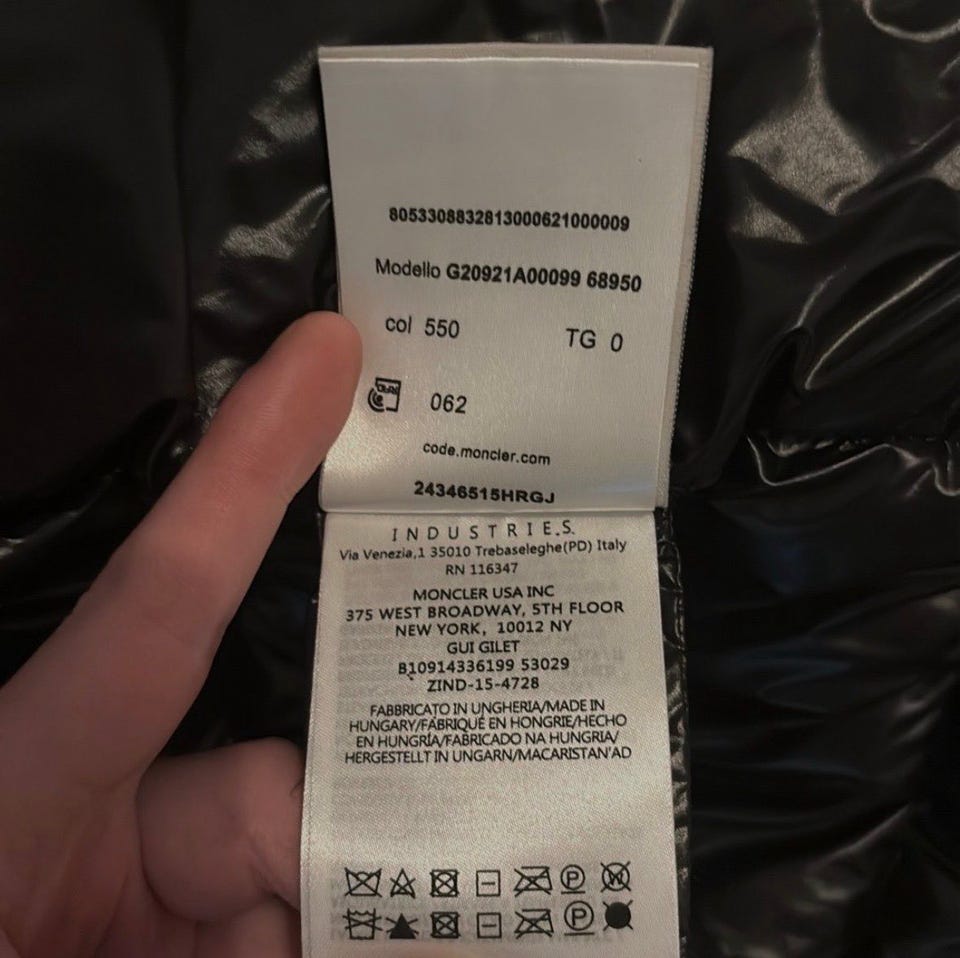 8053308832813000621000009
Modello G20921A00099 68950
col 550 TG 0
062
code.moncler.com
24346515HRGJ
INDUSTRIES.
Via Venezia,1 35010 Trebaseleghe(PD) Italy
RN 116347
MONCLER USA INC
375 WEST BROADWAY, 5TH FLOOR
NEW YORK, 10012 NY
GUI GILET
B10914336199 53029
ZIND-15-4728
FABBRICATO IN UNGHERIA/MADE IN
HUNGARY/FABRIQUÉ EN HONGRIE/HECHO
EN HUNGRÍA/FABRICADO NA HUNGRIA/
HERGESTELLT IN UNGARN/MACARISTAN'AD
P W
P